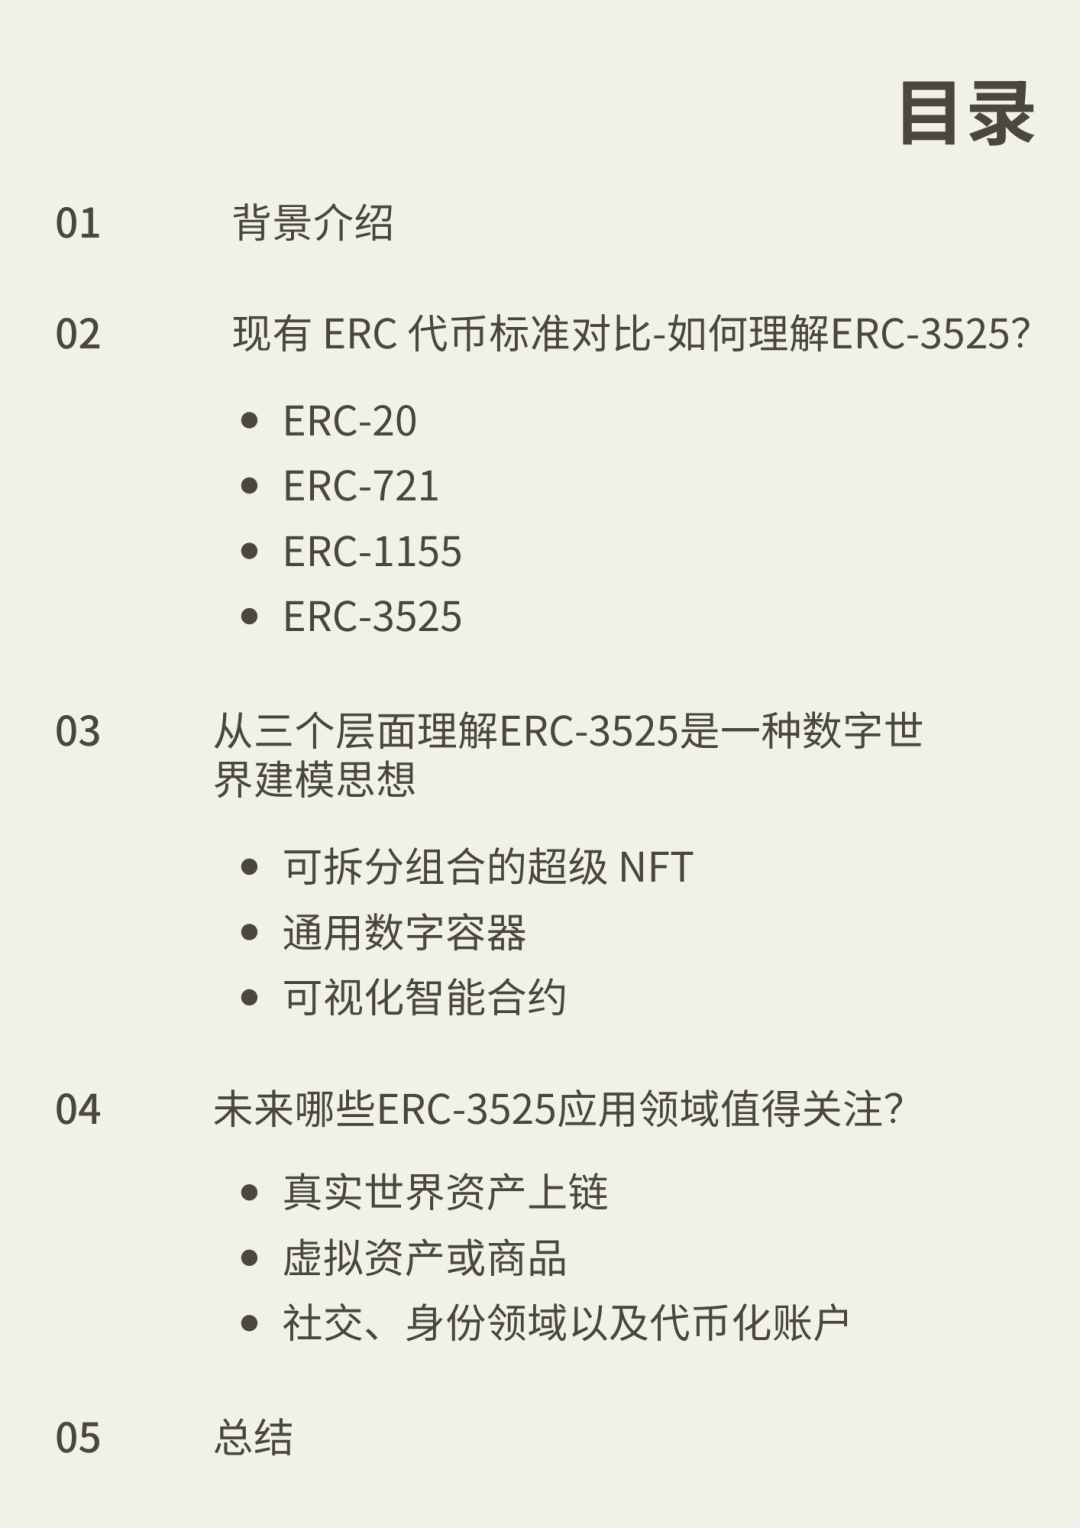 目录
01 背景介绍
02 现有 ERC 代币标准对比-如何理解ERC-3525?
● ERC-20
● ERC-721
● ERC-1155
● ERC-3525
03 从三个层面理解ERC-3525是一种数字世
界建模思想
● 可拆分组合的超级 NFT
● 通用数字容器
● 可视化智能合约
04 未来哪些ERC-3525应用领域值得关注?
● 真实世界资产上链
● 虚拟资产或商品
● 社交、身份领域以及代币化账户
05 总结